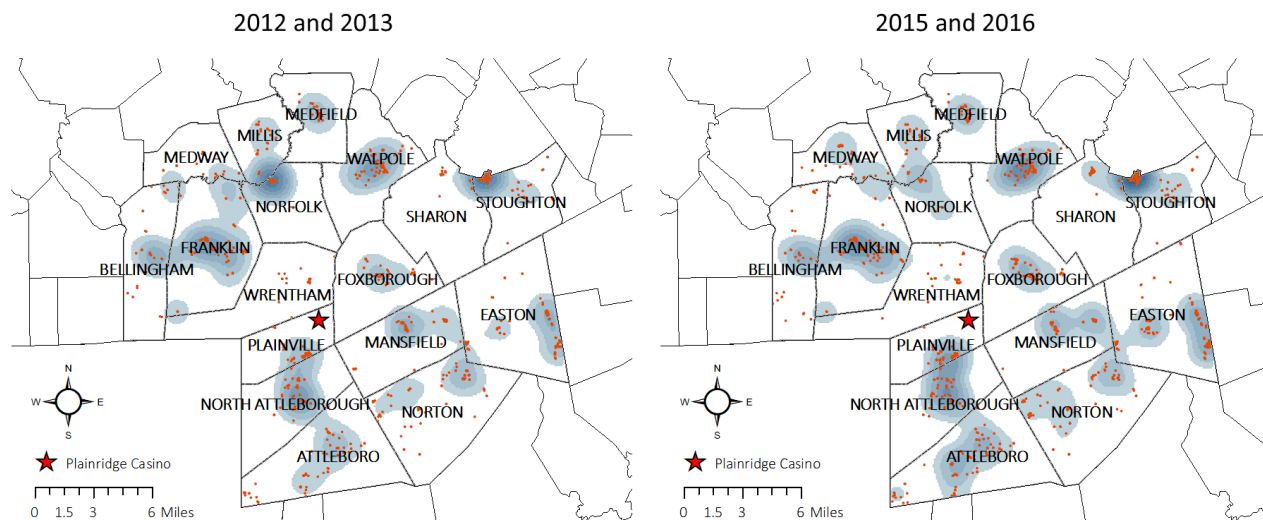 2012 and 2013
MEDFIELD
MILLIS
MEDWAY
WALPOLE
NORFOLK
STOUGHTON
SHARON
FRANKLIN
BELLINGHAM
FOXBOROUGH
WRENTHAM
EASTON
PLAINVILLE
MANSFIELD
NORTH ATTLEBOROUGH
NORTON
ATTLEBORO
N
W
E
S
Plainridge Casino
0 1.5 3 6 Miles
2015 and 2016
MEDFIELD
MILLIS
MEDWAY
WALPOLE
NORFOLK
STOUGHTON
SHARON
FRANKLIN
BELLINGHAM
FOXBOROUGH
WRENTHAM
EASTON
PLAINVILLE
MANSFIELD
NORTH ATTLEBOROUGH
NORTON
ATTLEBORO
N
W
E
S
Plainridge Casino
0 1.5 3 6 Miles